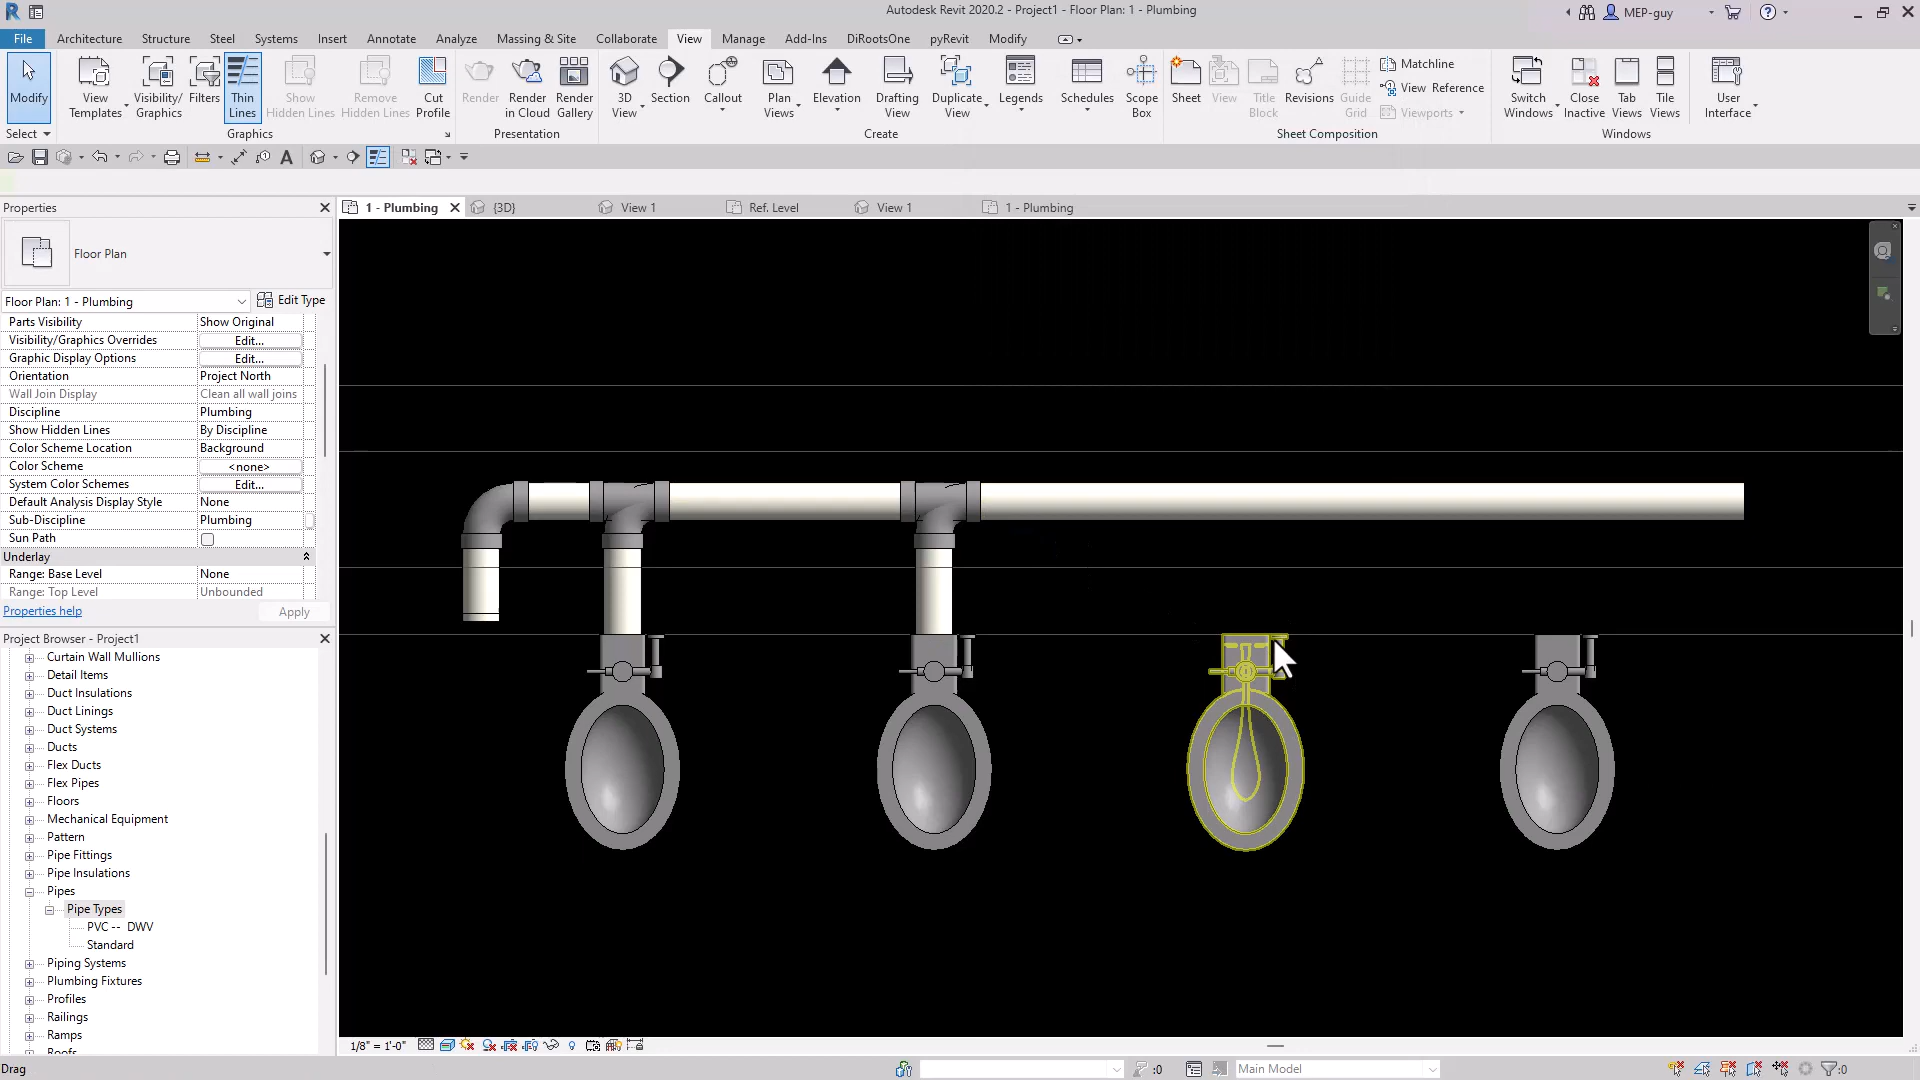 Autodesk Revit 2020.2 - Project1 - Floor Plan: 1 - Plumbing
MEP-guy
File Architecture Structure Steel Systems Insert Annotate Analyze Massing & Site Collaborate View Manage Add-Ins DiRootsOne pyRevit Modify
Modify
View Templates
Visibility/ Graphics
Filters
Thin Lines
Show Hidden Lines
Remove Hidden Lines
Cut Profile
Render
Render in Cloud
Render Gallery
3D View
Section
Callout
Plan Views
Elevation
Drafting View
Duplicate View
Legends
Schedules
Scope Box
Sheet
View
Title Block
Revisions
Guide Grid
Matchline
View Reference
Viewports
Switch Windows
Close Inactive
Tab Views
Tile Views
User Interface
Select Graphics Presentation Create Sheet Composition Windows
Properties
1 - Plumbing {3D} View 1 Ref. Level View 1 1 - Plumbing
Floor Plan
Floor Plan: 1 - Plumbing Edit Type
Parts Visibility Show Original
Visibility/Graphics Overrides Edit...
Graphic Display Options Edit...
Orientation Project North
Wall Join Display Clean all wall joins
Discipline Plumbing
Show Hidden Lines By Discipline
Color Scheme Location Background
Color Scheme <none>
System Color Schemes Edit...
Default Analysis Display Style None
Sub-Discipline Plumbing
Sun Path
Underlay
Range: Base Level None
Range: Top Level Unbounded
Properties help Apply
Project Browser - Project1
Curtain Wall Mullions
Detail Items
Duct Insulations
Duct Linings
Duct Systems
Ducts
Flex Ducts
Flex Pipes
Floors
Mechanical Equipment
Pattern
Pipe Fittings
Pipe Insulations
Pipes
Pipe Types
PVC -- DWV
Standard
Piping Systems
Plumbing Fixtures
Profiles
Railings
Ramps
Roofs
1/8" = 1'-0"
Drag
:0
Main Model
:0